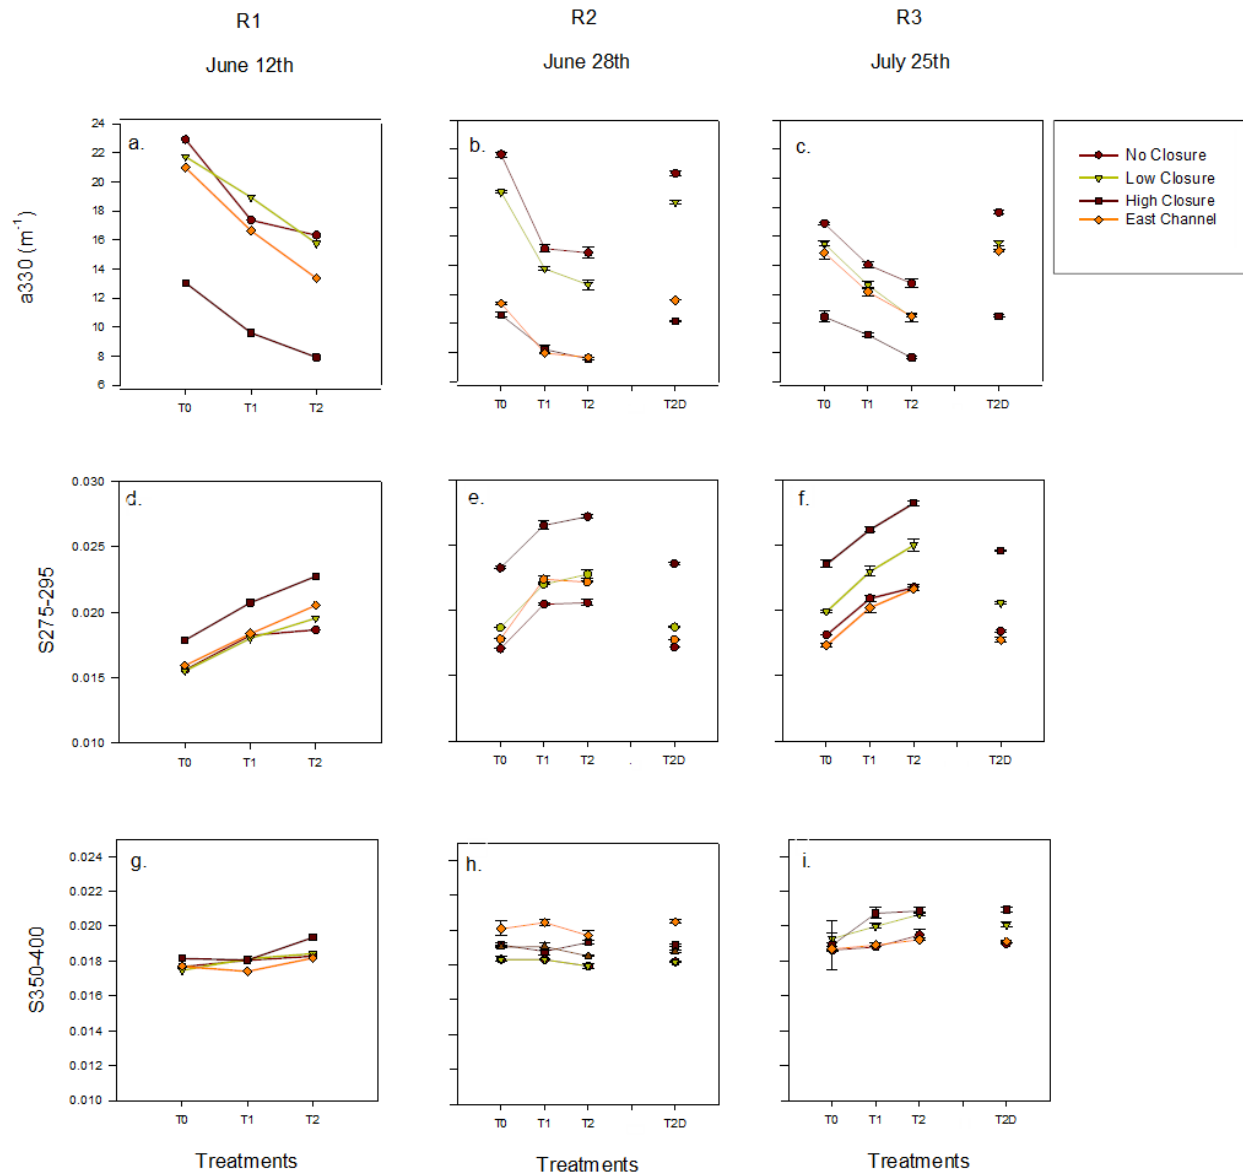 R1
R2
R3
June 12th
June 28th
July 25th
a.
b.
c.
24
22
20
18
16
14
12
10
8
6
a330 (m-1)
T0
T1
T2
T0
T1
T2
T2D
T0
T1
T2
T2D
No Closure
Low Closure
High Closure
East Channel
d.
e.
f.
0.030
0.025
0.020
0.015
0.010
S275-295
T0
T1
T2
T0
T1
T2
.
T2D
T0
T1
T2
T2D
g.
h.
i.
0.024
0.022
0.020
0.018
0.016
0.014
0.012
0.010
S350-400
T0
T1
T2
T0
T1
T2
T2D
T0
T1
T2
T2D
Treatments
Treatments
Treatments